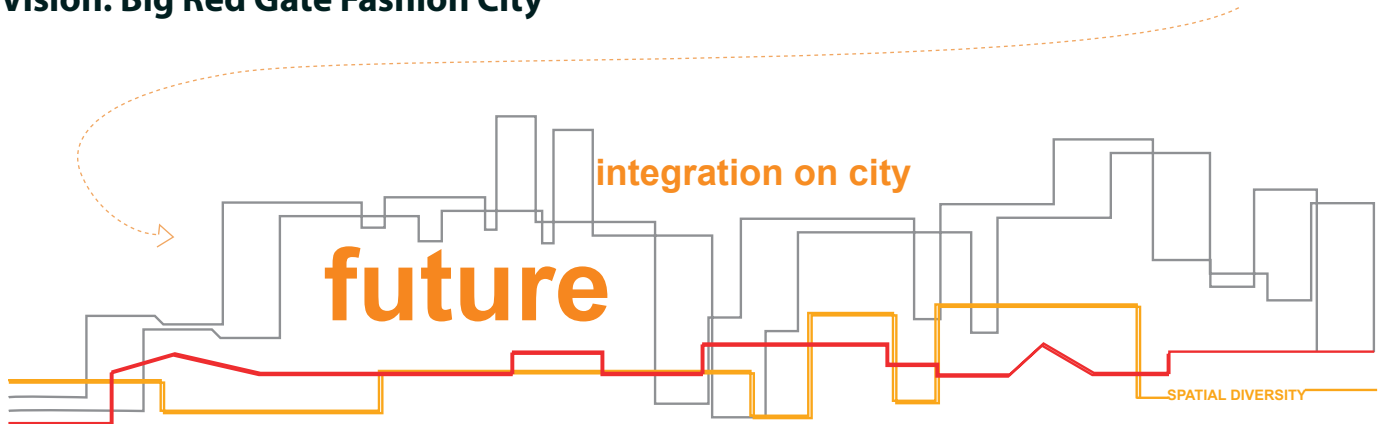 Vision: Big Red Gate Fashion City
integration on city
future
SPATIAL DIVERSITY